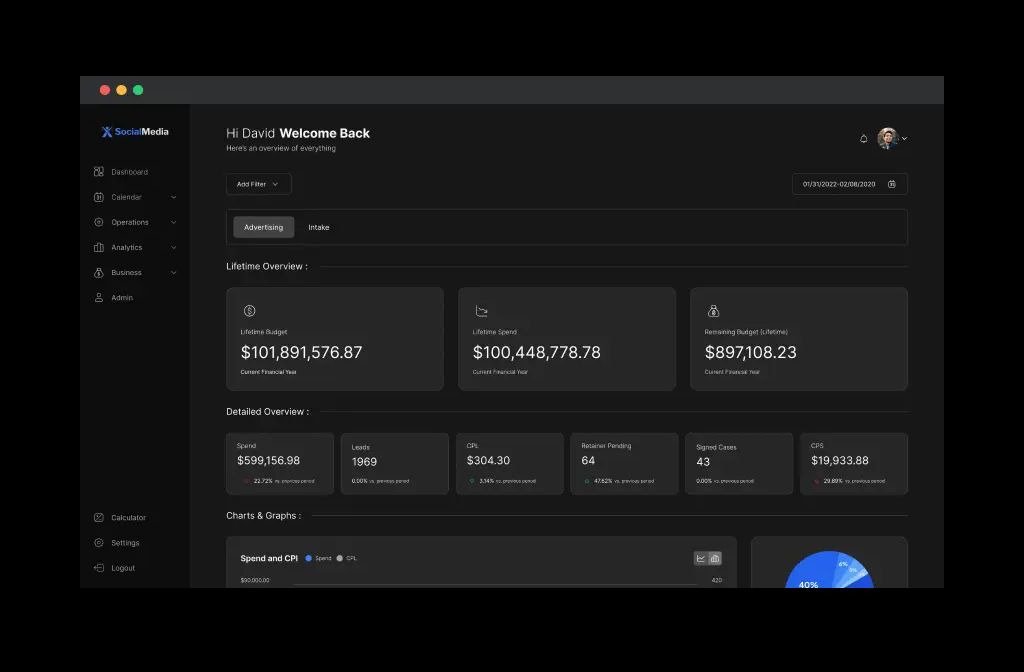 SocialMedia
Hi David Welcome Back
Here's an overview of everything
Dashboard
Calendar
Operations
Analytics
Business
Admin
Calculator
Settings
Logout
Add Filter
01/31/2022-02/08/2020
Advertising
Intake
Lifetime Overview :
Lifetime Budget
$101,891,576.87
Current Financial Year
Lifetime Spend
$100,448,778.78
Current Financial Year
Remaining Budget (Lifetime)
$897,108.23
Current Financial Year
Detailed Overview :
Spend
$599,156.98
22.72% vs. previous period
Leads
1969
0.00% vs. previous period
CPL
$304.30
3.14% vs. previous period
Retainer Pending
64
47.62% vs. previous period
Signed Cases
43
0.00% vs. previous period
CPS
$19,933.88
29.89% vs. previous period
Charts & Graphs :
Spend and CPl
Spend
CPL
$90,000.00
420
40%
6%